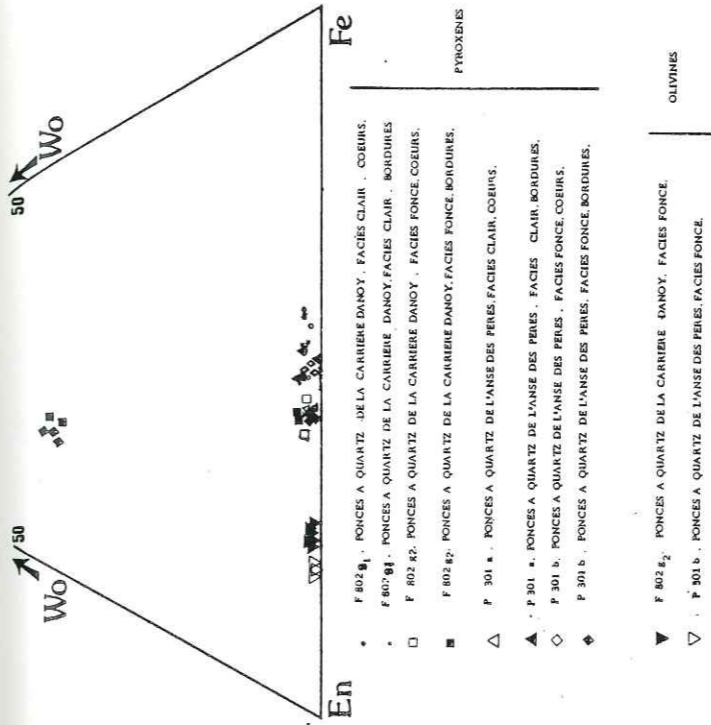 50
Wo
50
Wo
En
Fe
F 802 g1 . PONCES A QUARTZ DE LA CARRIERE DANOY . FACIES CLAIR . COEURS.
PONCES A QUARTZ DE LA CARRIERE DANOY. FACIES CLAIR . BORDURES
F 802 g2. PONCES A QUARTZ DE LA CARRIERE DANOY . FACIES FONCE. COEURS.
F 802 g2. PONCES A QUARTZ DE LA CARRIERE DANOY. FACIES FONCE. BORDURES.
P 301 a . PONCES A QUARTZ DE L'ANSE DES PERES. FACIES CLAIR. COEURS.
P 301 a. PONCES A QUARTZ DE L'ANSE DES PERES . FACIES CLAIR. BORDURES.
P 301 b. PONCES A QUARTZ DE L'ANSE DES PERES . FACIES FONCE. COEURS.
P 301 b . PONCES A QUARTZ DE L'ANSE DES PERES. FACIES FONCE. BORDURES.
PYROXENES
F 802 g2. PONCES A QUARTZ DE LA CARRIERE DANOY. FACIES FONCE.
P 301 b . PONCES A QUARTZ DE L'ANSE DES PERES. FACIES FONCE.
OLIVINES